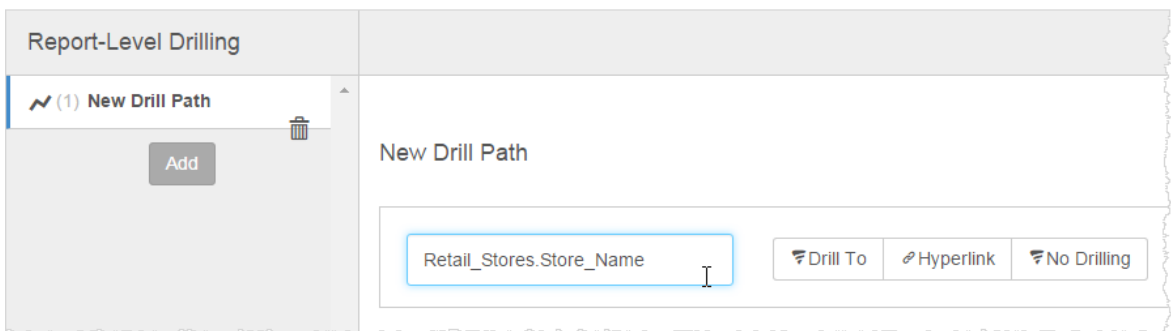 Report-Level Drilling
(1) New Drill Path
Add
New Drill Path
Retail_Stores.Store_Name
Drill To
Hyperlink
No Drilling